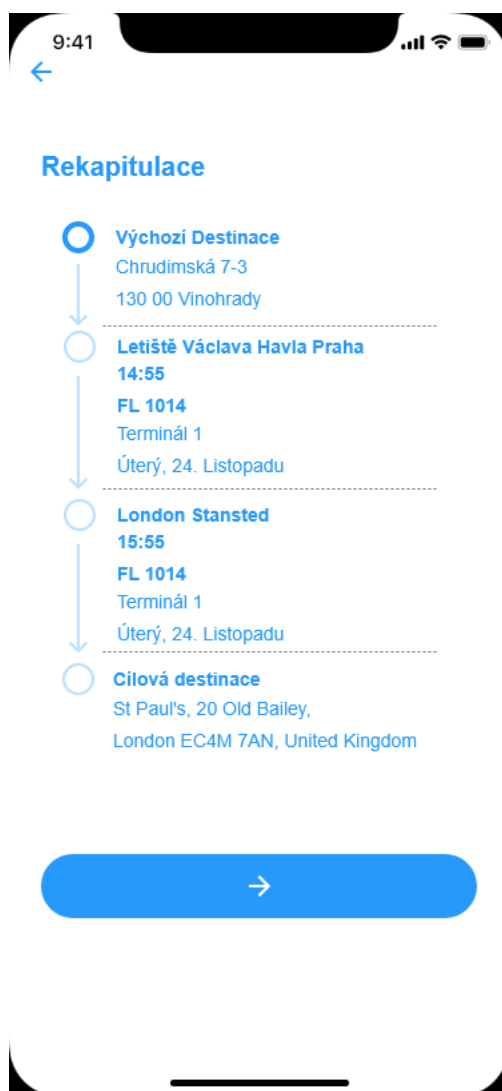 9:41
Rekapitulace
Výchozí Destinace
Chrudimská 7-3
130 00 Vinohrady
Letiště Václava Havla Praha
14:55
FL 1014
Terminál 1
Úterý, 24. Listopadu
London Stansted
15:55
FL 1014
Terminál 1
Úterý, 24. Listopadu
Cílová destinace
St Paul's, 20 Old Bailey,
London EC4M 7AN, United Kingdom